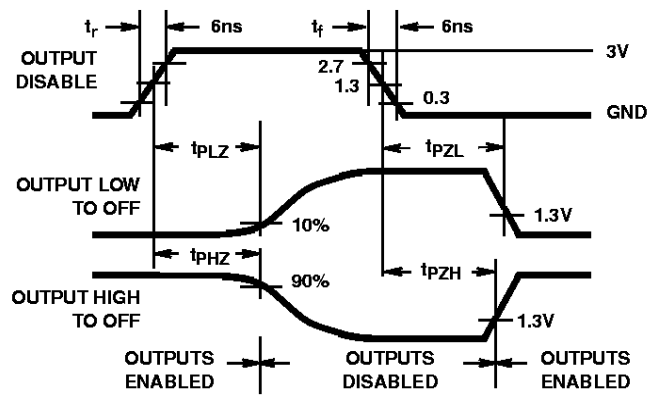 tr 6ns tf 6ns
OUTPUT
DISABLE
3V
2.7
1.3
0.3
GND
tPLZ tPZL
OUTPUT LOW
TO OFF
10%
1.3V
tPHZ tPZH
OUTPUT HIGH
TO OFF
90%
1.3V
OUTPUTS
ENABLED
OUTPUTS
DISABLED
OUTPUTS
ENABLED